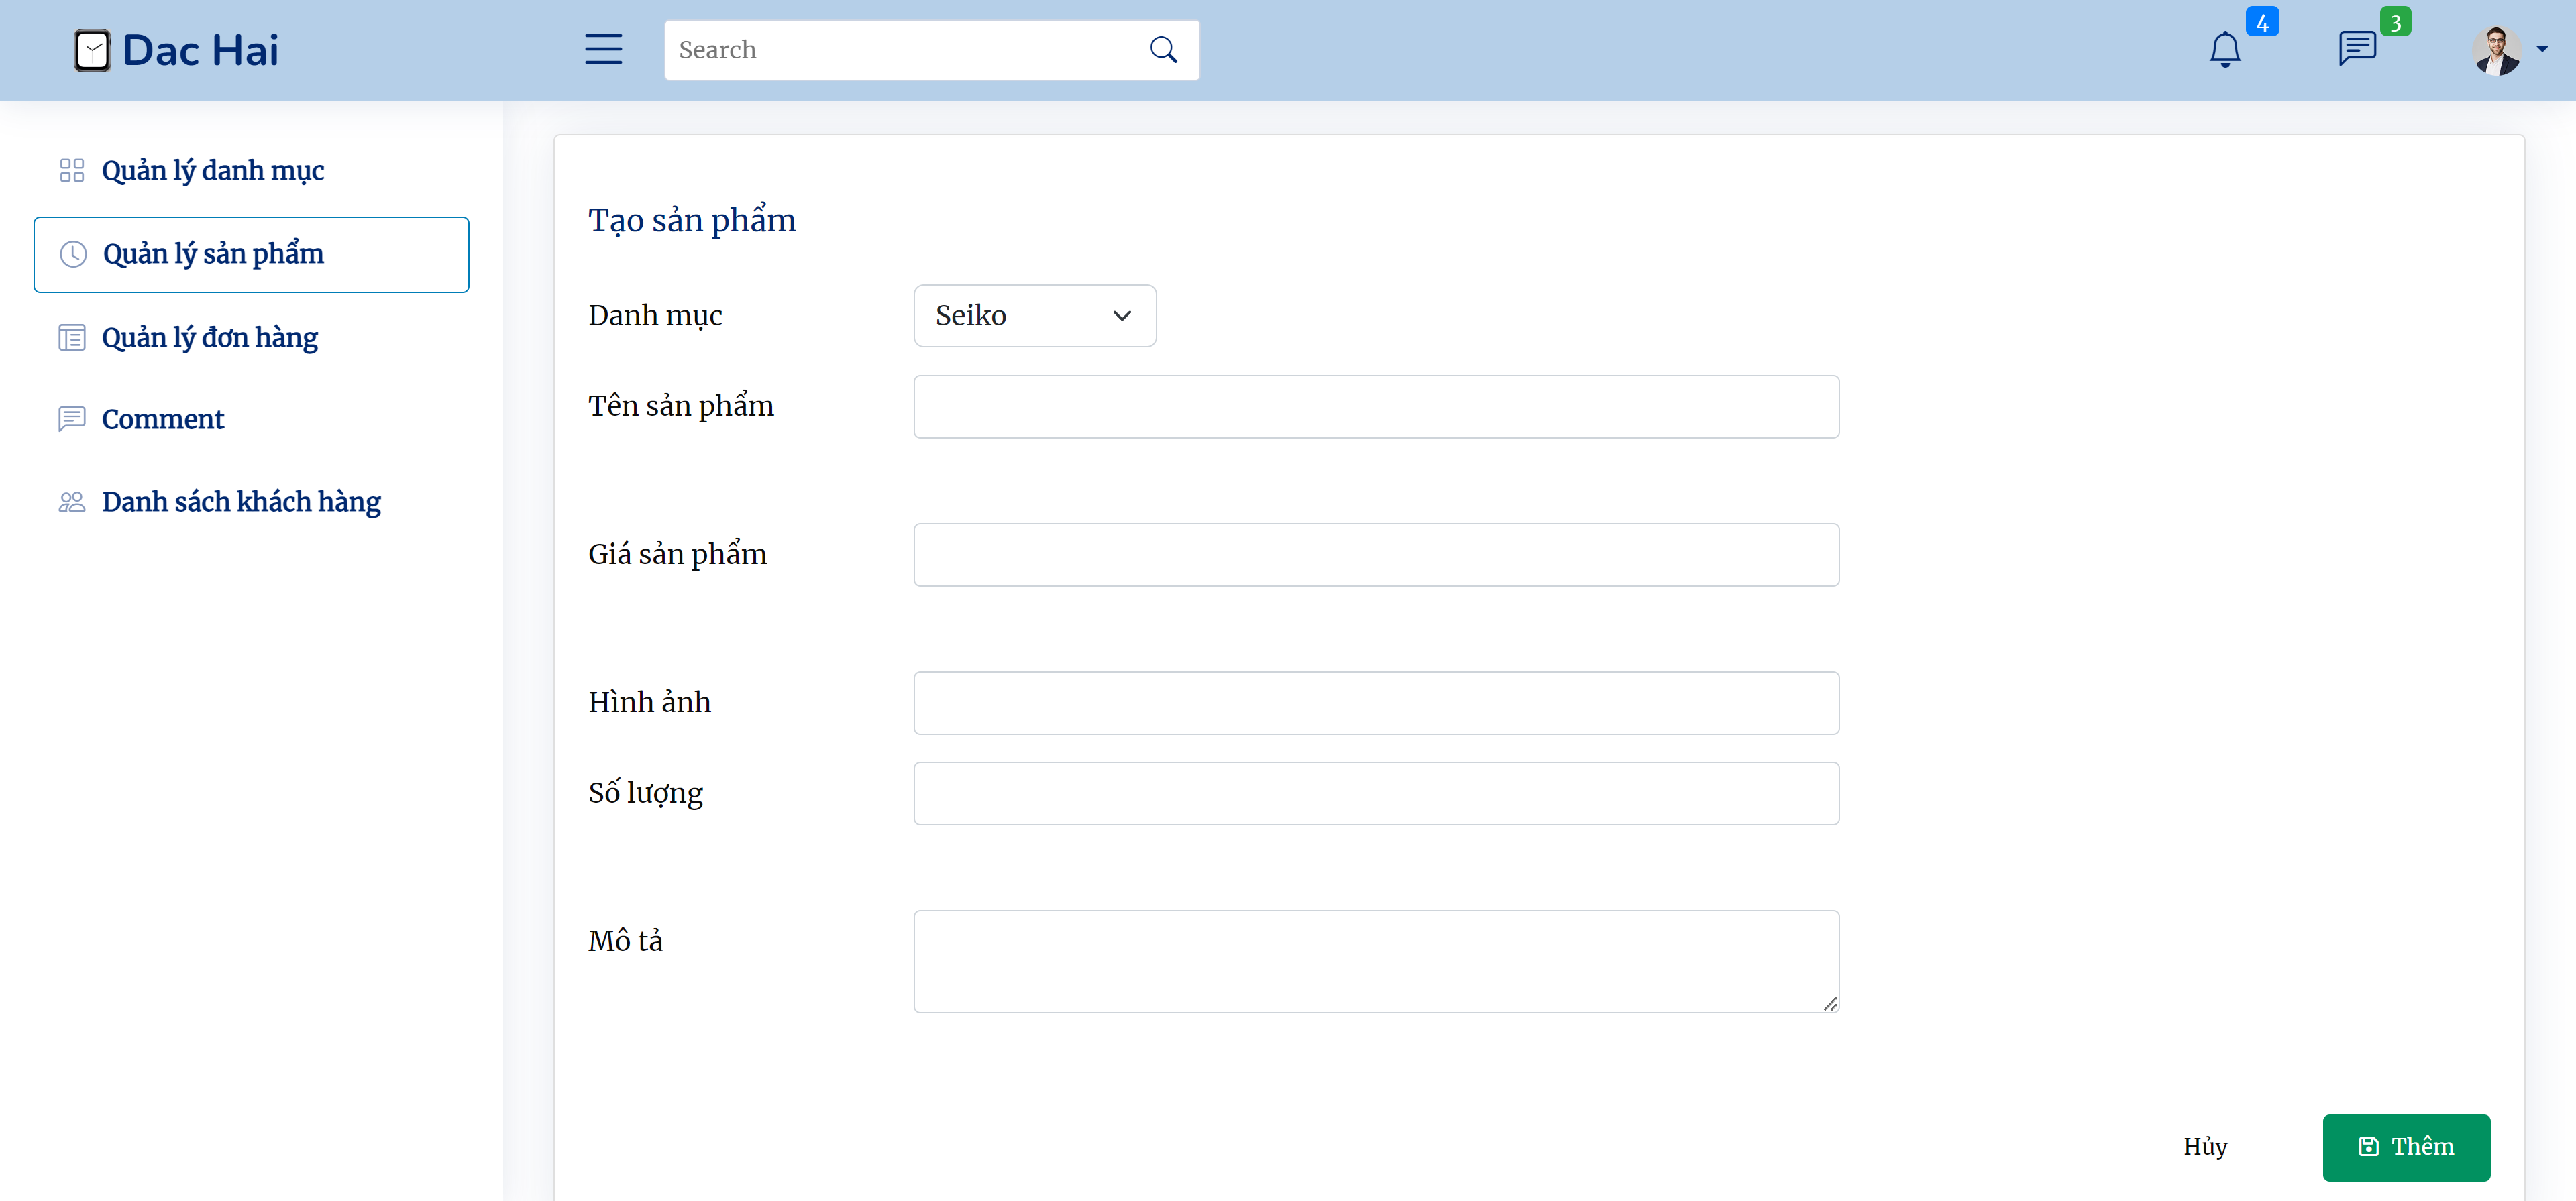 Dac Hai
Search
4
3
Quản lý danh mục
Quản lý sản phẩm
Quản lý đơn hàng
Comment
Danh sách khách hàng
Tạo sản phẩm
Danh mục
Seiko
Tên sản phẩm
Giá sản phẩm
Hình ảnh
Số lượng
Mô tả
Hủy
Thêm